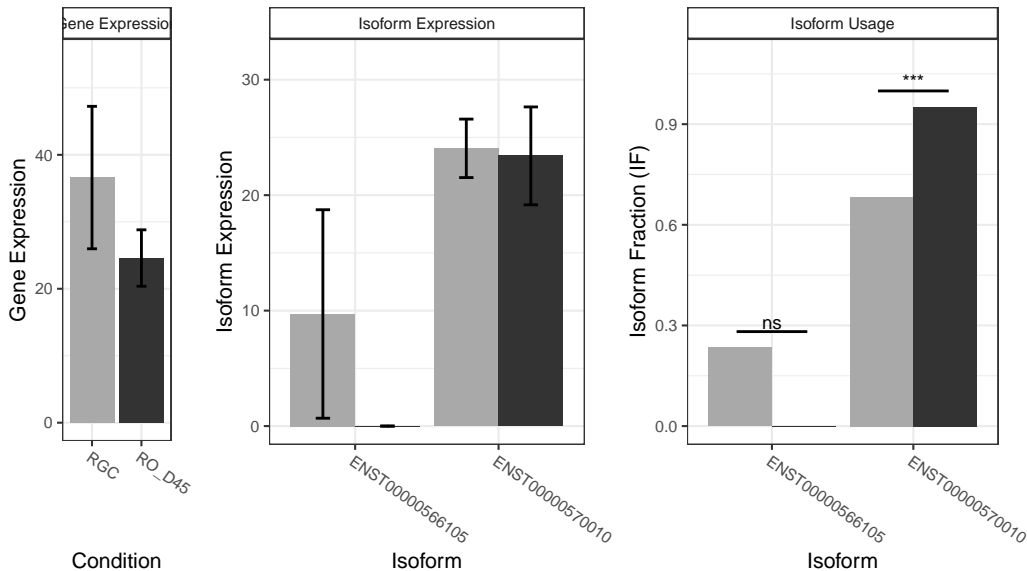 Gene Expression
Isoform Expression
Isoform Usage
Gene Expression
40
20
0
RGC
RO_D45
Condition
Isoform Expression
30
20
10
0
ENST00000566105
ENST00000570010
Isoform
Isoform Fraction (IF)
0.9
0.6
0.3
0.0
ns
***
ENST00000566105
ENST00000570010
Isoform